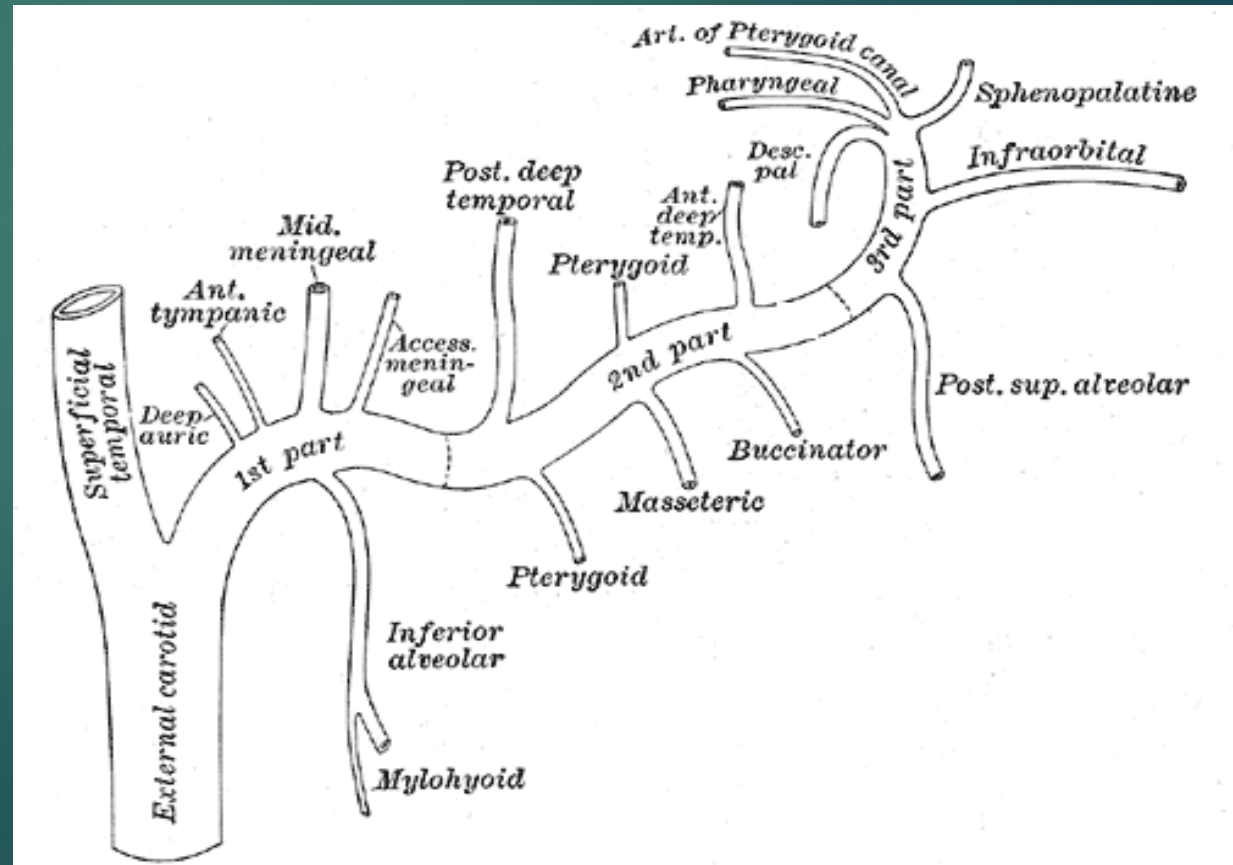 Art. of Pterygoid canal
Pharyngeal
Sphenopalatine
Desc.
pal
Infraorbital
Post. deep
temporal
Ant.
deep
temp.
3rd part
Mid.
meningeal
Pterygoid
Ant.
tympanic
Access.
menin-
geal
2nd part
Superficial
temporal
Deep
auric
1st part
Post. sup. alveolar
Buccinator
Masseteric
Pterygoid
Inferior
alveolar
External carotid
Mylohyoid